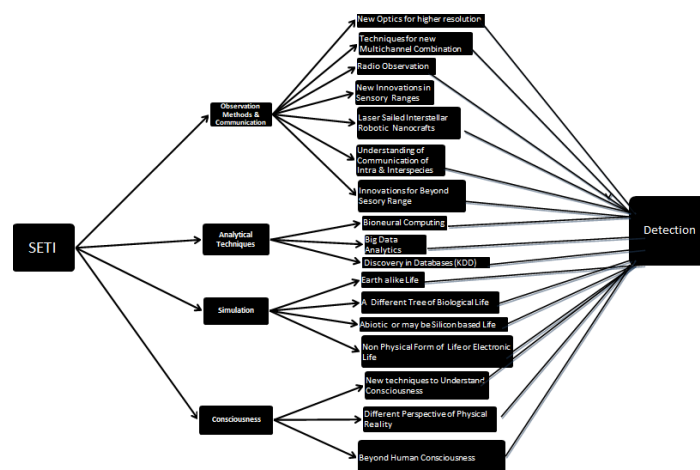 SETI
Observation
Methods &
Communication
New Optics for higher resolution
Techniques for new
Multichannel Combination
Radio Observation
New Innovations in
Sensory Ranges
Laser Sailed Interstellar
Robotic Nanocrafts
Understanding of
Communication of
Intra & Interspecies
Innovations for Beyond
Sesory Range
Analytical
Techniques
Bioneural Computing
Big Data
Analytics
Discovery in Databases (KDD)
Simulation
Earth alike Life
A Different Tree of Biological Life
Abiotic or may be Silicon based Life
Non Physical Form of Life or Electronic
Life
Consciousness
New techniques to Understand
Consciousness
Different Perspective of Physical
Reality
Beyond Human Consciousness
Detection